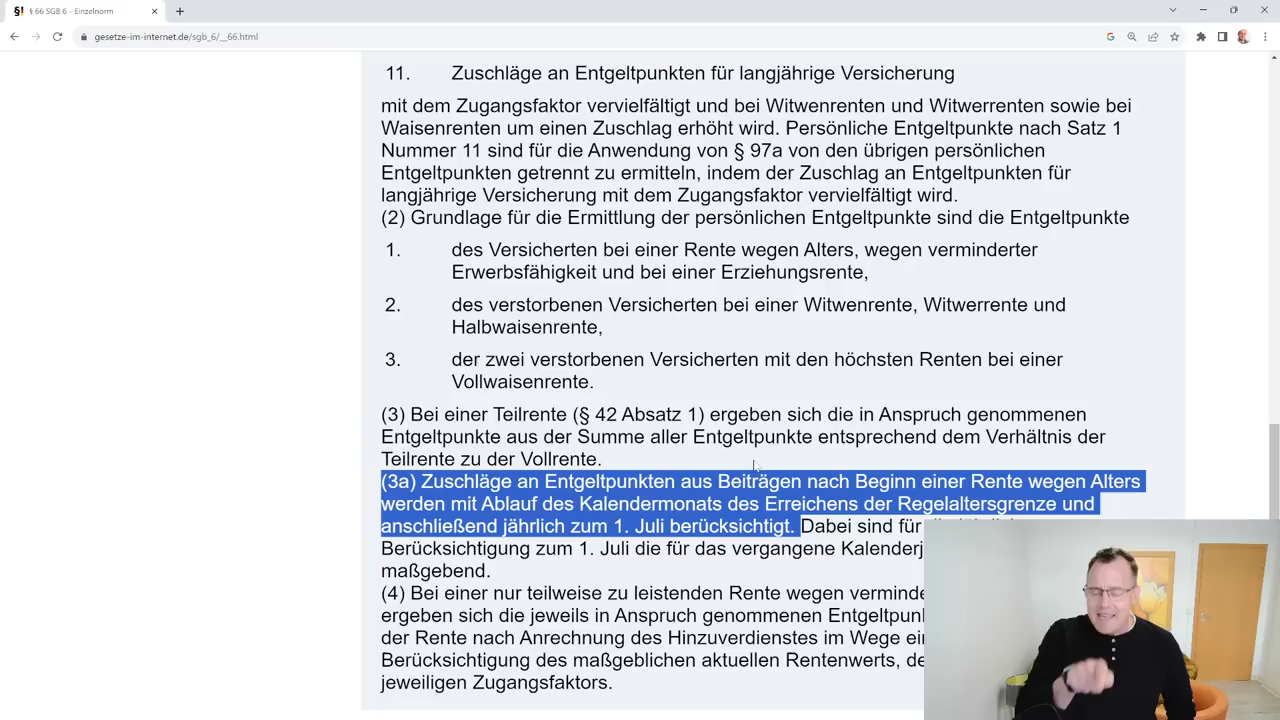 § 66 SGB 6 - Einzelnorm
gesetze-im-internet.de/sgb_6/__66.html
11. Zuschläge an Entgeltpunkten für langjährige Versicherung
mit dem Zugangsfaktor vervielfältigt und bei Witwenrenten und Witwerrenten sowie bei
Waisenrenten um einen Zuschlag erhöht wird. Persönliche Entgeltpunkte nach Satz 1
Nummer 11 sind für die Anwendung von § 97a von den übrigen persönlichen
Entgeltpunkten getrennt zu ermitteln, indem der Zuschlag an Entgeltpunkten für
langjährige Versicherung mit dem Zugangsfaktor vervielfältigt wird.
(2) Grundlage für die Ermittlung der persönlichen Entgeltpunkte sind die Entgeltpunkte
1. des Versicherten bei einer Rente wegen Alters, wegen verminderter
Erwerbsfähigkeit und bei einer Erziehungsrente,
2. des verstorbenen Versicherten bei einer Witwenrente, Witwerrente und
Halbwaisenrente,
3. der zwei verstorbenen Versicherten mit den höchsten Renten bei einer
Vollwaisenrente.
(3) Bei einer Teilrente (§ 42 Absatz 1) ergeben sich die in Anspruch genommenen
Entgeltpunkte aus der Summe aller Entgeltpunkte entsprechend dem Verhältnis der
Teilrente zu der Vollrente.
(3a) Zuschläge an Entgeltpunkten aus Beiträgen nach Beginn einer Rente wegen Alters
werden mit Ablauf des Kalendermonats des Erreichens der Regelaltersgrenze und
anschließend jährlich zum 1. Juli berücksichtigt. Dabei sind für
Berücksichtigung zum 1. Juli die für das vergangene Kalenderj
maßgebend.
(4) Bei einer nur teilweise zu leistenden Rente wegen verminde
ergeben sich die jeweils in Anspruch genommenen Entgeltpun
der Rente nach Anrechnung des Hinzuverdienstes im Wege ei
Berücksichtigung des maßgeblichen aktuellen Rentenwerts, de
jeweiligen Zugangsfaktors.